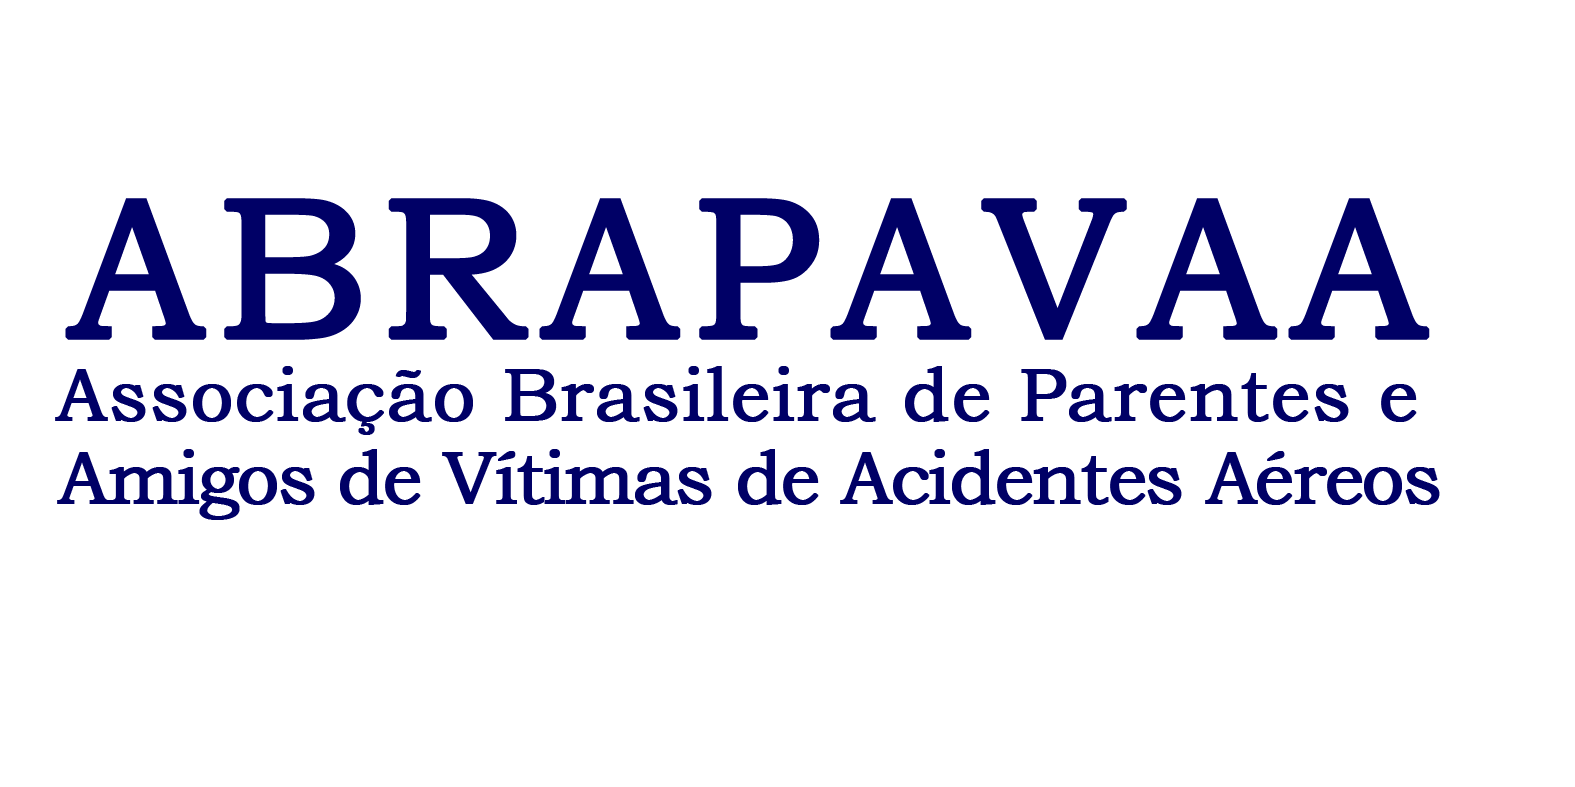 ABRAPAVAA
Associação Brasileira de Parentes e
Amigos de Vítimas de Acidentes Aéreos